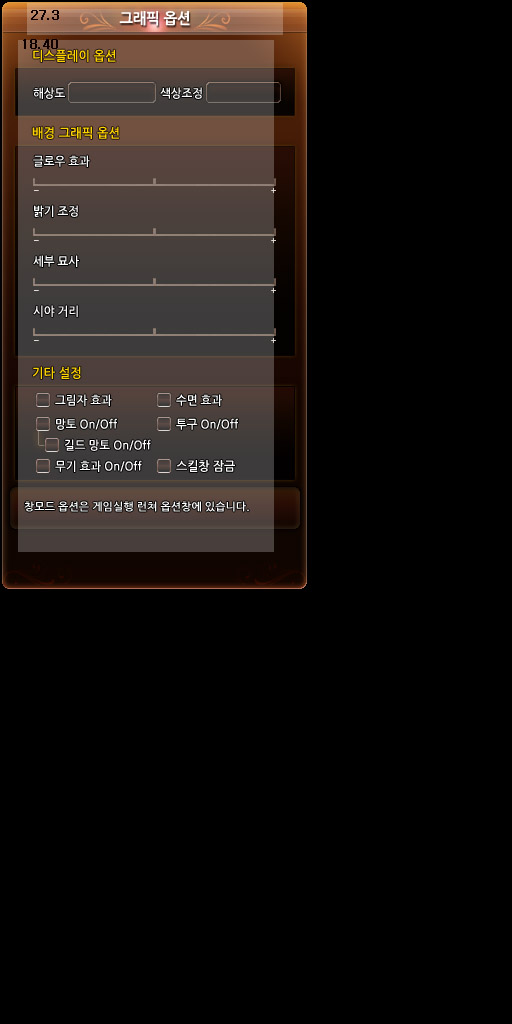 27.3
그래픽 옵션
18.40
디스플레이 옵션
해상도 색상조정
배경 그래픽 옵션
글로우 효과
- +
밝기 조정
- +
세부 묘사
- +
시야 거리
- +
기타 설정
그림자 효과 수면 효과
망토 On/Off 투구 On/Off
길드 망토 On/Off
무기 효과 On/Off 스킬창 잠금
창모드 옵션은 게임실행 런쳐 옵션창에 있습니다.